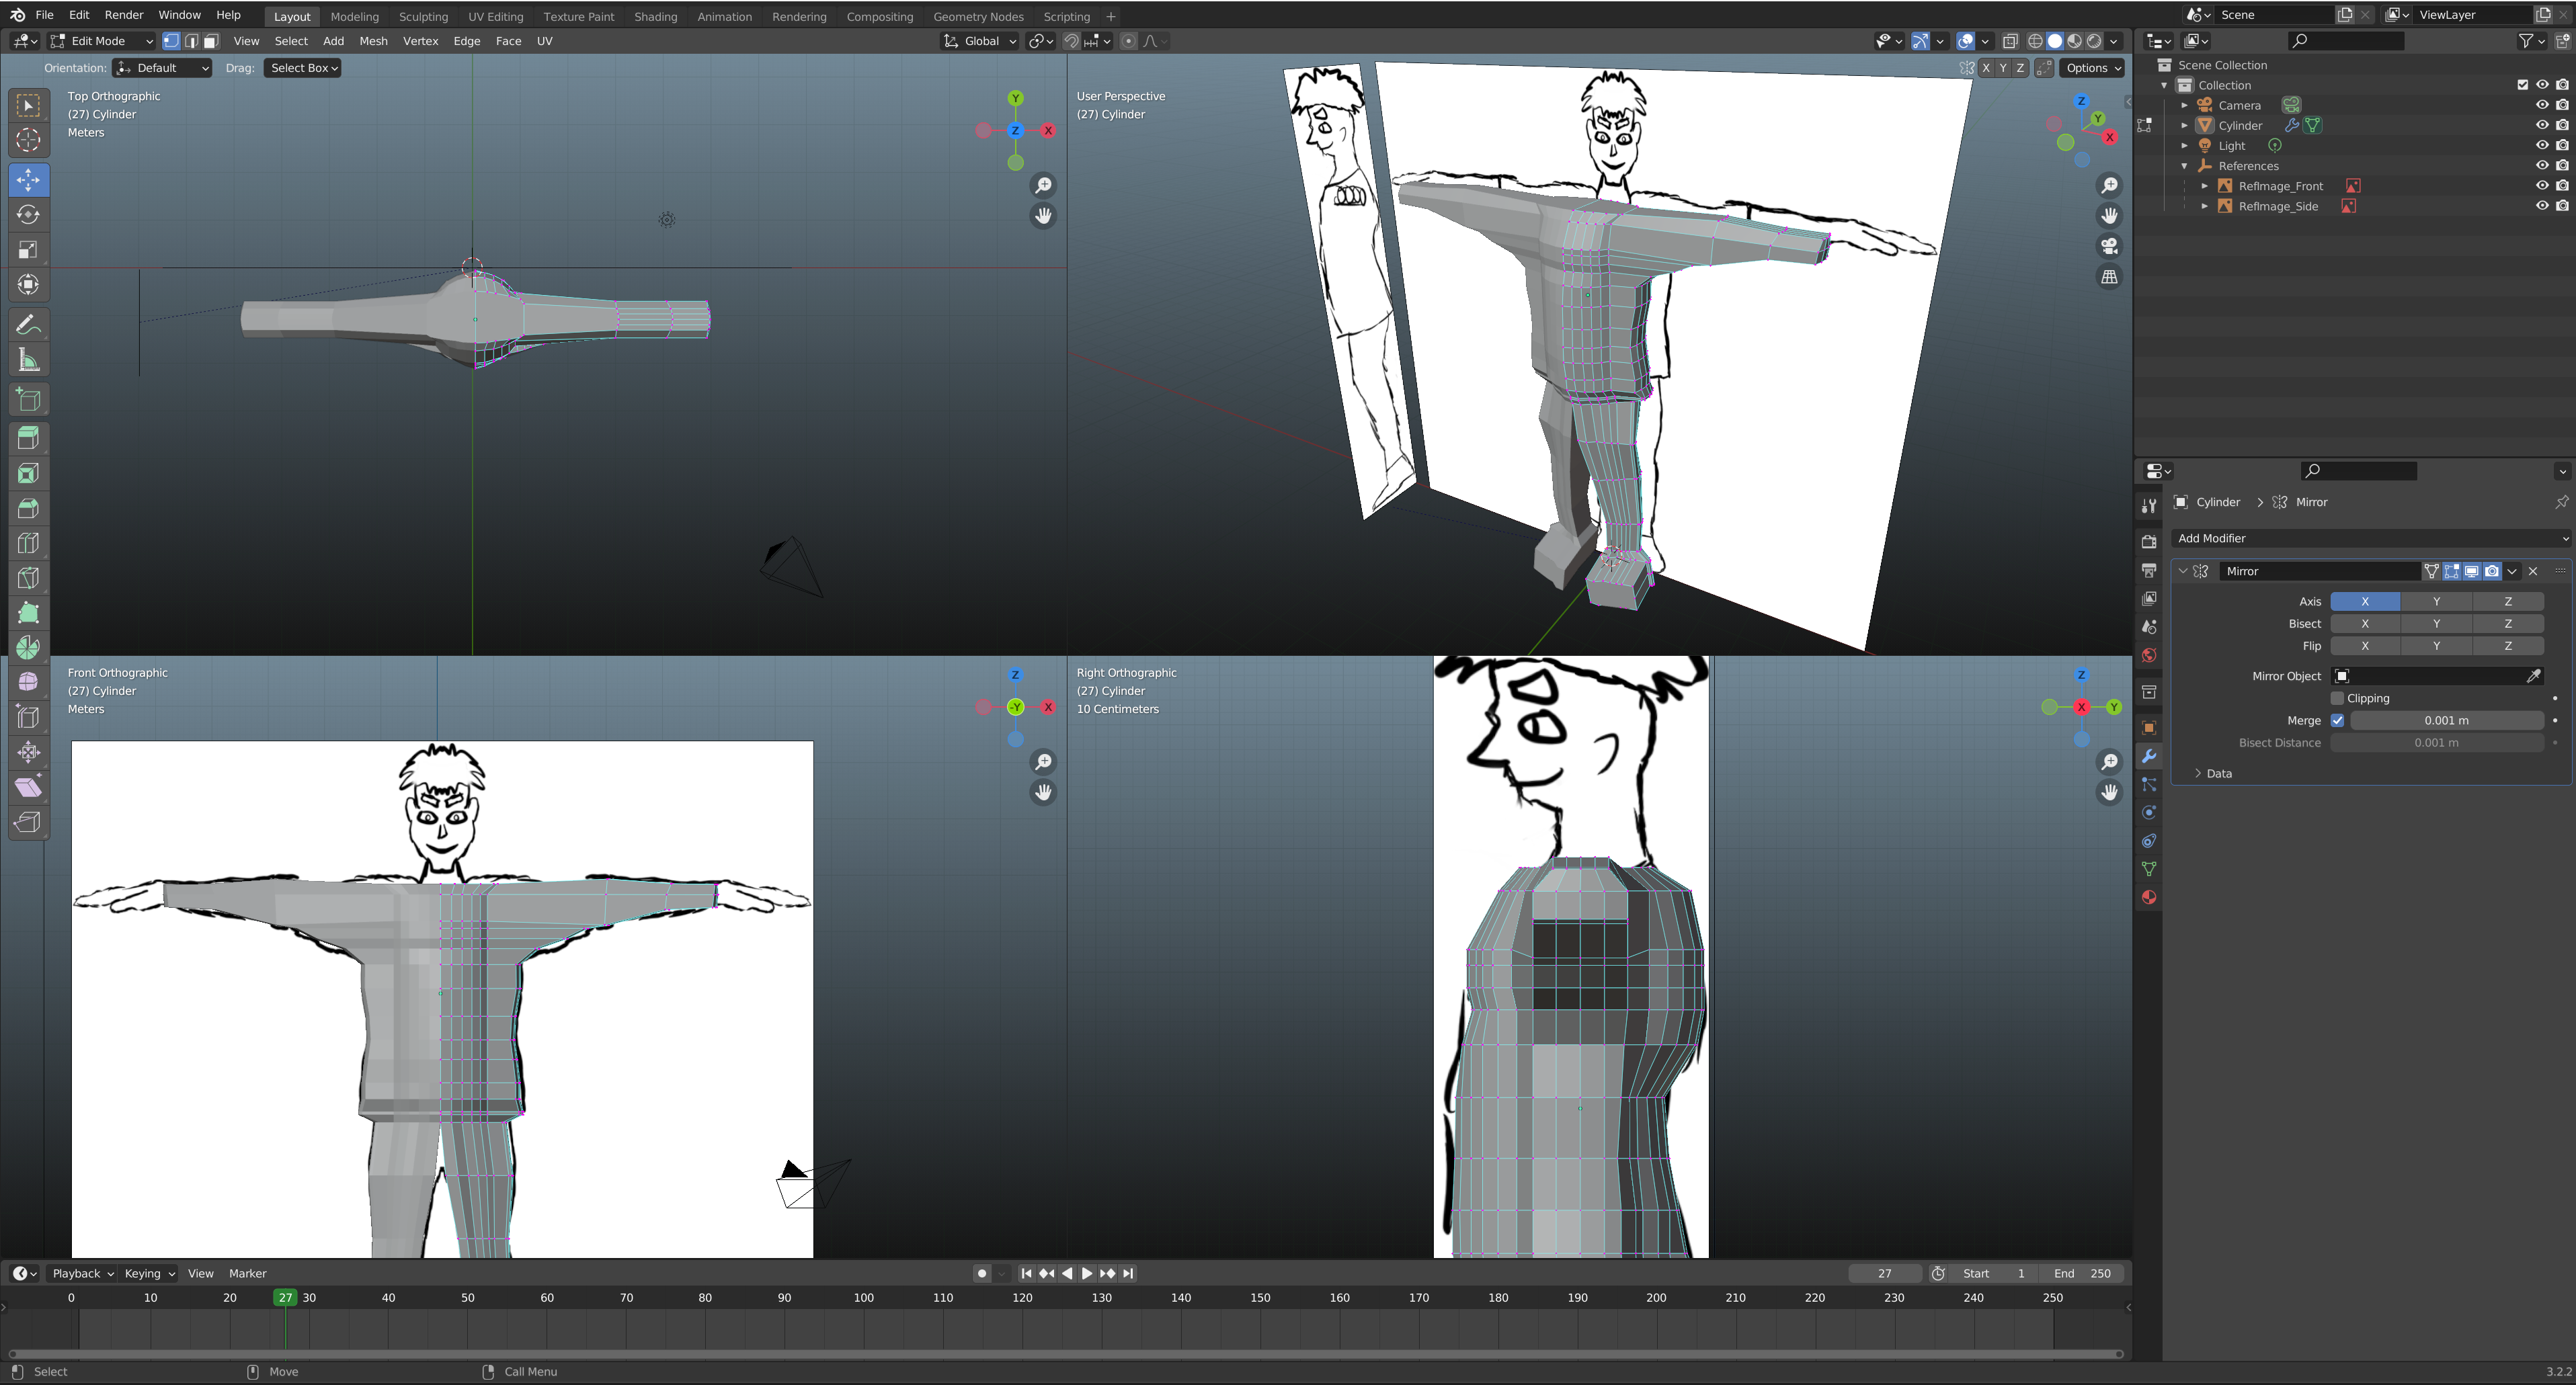 File Edit Render Window Help Layout Modeling Sculpting UV Editing Texture Paint Shading Animation Rendering Compositing Geometry Nodes Scripting + Scene ViewLayer
Edit Mode View Select Add Mesh Vertex Edge Face UV Global
Orientation: Default Drag: Select Box X Y Z Options
Top Orthographic
(27) Cylinder
Meters
Y
Z X
User Perspective
(27) Cylinder
Z
Y
X
Front Orthographic
(27) Cylinder
Meters
Z
-Y X
Right Orthographic
(27) Cylinder
10 Centimeters
Z
X Y
Scene Collection
Collection
Camera
Cylinder
Light
References
RefImage_Front
RefImage_Side
Cylinder > Mirror
Add Modifier
Mirror
Axis X Y Z
Bisect X Y Z
Flip X Y Z
Mirror Object
Clipping
Merge 0.001 m
Bisect Distance 0.001 m
Data
Playback Keying View Marker 27 Start 1 End 250
0 10 20 27 30 40 50 60 70 80 90 100 110 120 130 140 150 160 170 180 190 200 210 220 230 240 250
Select Move Call Menu 3.2.2